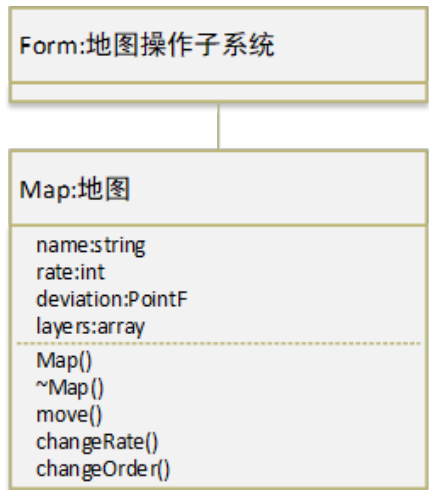 Form:地图操作子系统
Map:地图
name:string
rate:int
deviation:PointF
layers:array
Map()
~Map()
move()
changeRate()
changeOrder()